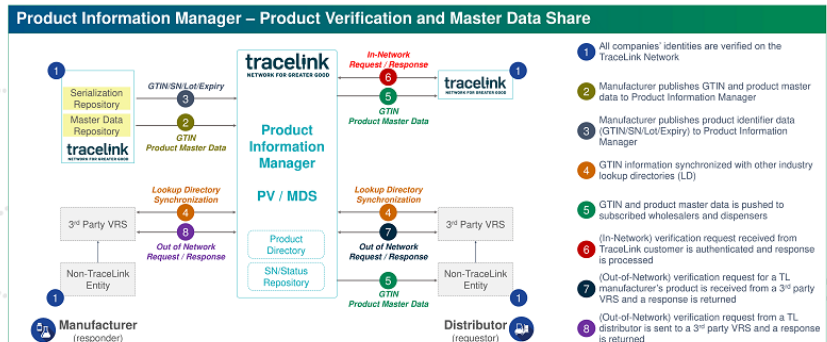 Product Information Manager – Product Verification and Master Data Share
1
Serialization
Repository
Master Data
Repository
tracelink
NETWORK FOR GREATER GOOD
GTIN/SN/Lot/Expiry
3
2
GTIN
Product Master Data
tracelink
NETWORK FOR GREATER GOOD
Product
Information
Manager
PV / MDS
Product
Directory
SN/Status
Repository
In-Network
Request / Response
6
5
GTIN
Product Master Data
1
tracelink
NETWORK FOR GREATER GOOD
Lookup Directory
Synchronization
4
8
Out of Network
Request / Response
3rd Party VRS
Non-TraceLink
Entity
1
Manufacturer
(responder)
Lookup Directory
Synchronization
4
7
Out of Network
Request / Response
5
GTIN
Product Master Data
3rd Party VRS
Non-TraceLink
Entity
1
Distributor
(requestor)
1 All companies' identities are verified on the
TraceLink Network
2 Manufacturer publishes GTIN and product master
data to Product Information Manager
3 Manufacturer publishes product identifier data
(GTIN/SN/Lot/Expiry) to Product Information
Manager
4 GTIN information synchronized with other industry
lookup directories (LD)
5 GTIN and product master data is pushed to
subscribed wholesalers and dispensers
6 (In-Network) verification request received from
TraceLink customer is authenticated and response
is processed
7 (Out-of-Network) verification request for a TL
manufacturer's product is received from a 3rd party
VRS and a response is returned
8 (Out-of-Network) verification request from a TL
distributor is sent to a 3rd party VRS and a response
is returned